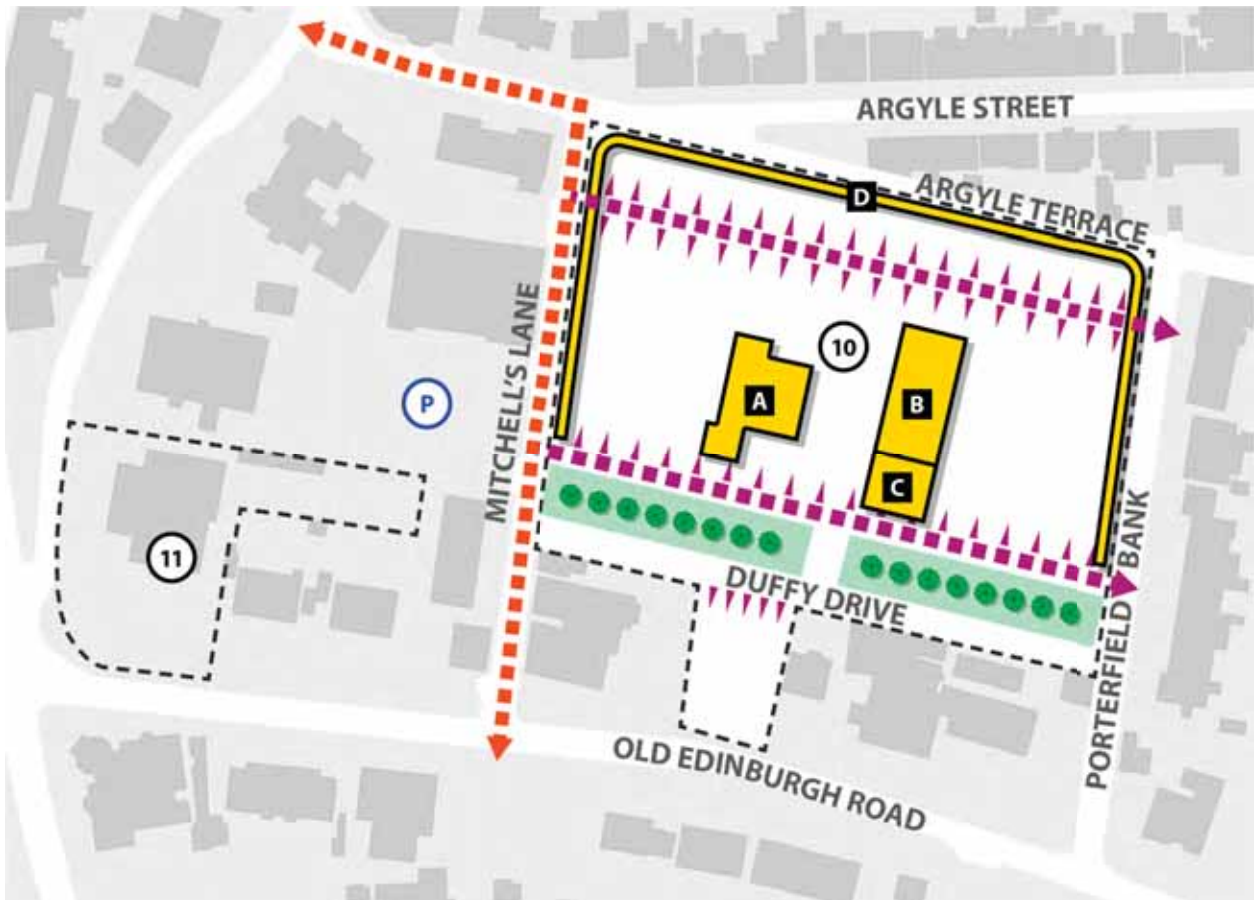 ARGYLE STREET
D
ARGYLE TERRACE
MITCHELL'S LANE
10
P
A
B
C
11
DUFFY DRIVE
PORTERFIELD BANK
OLD EDINBURGH ROAD